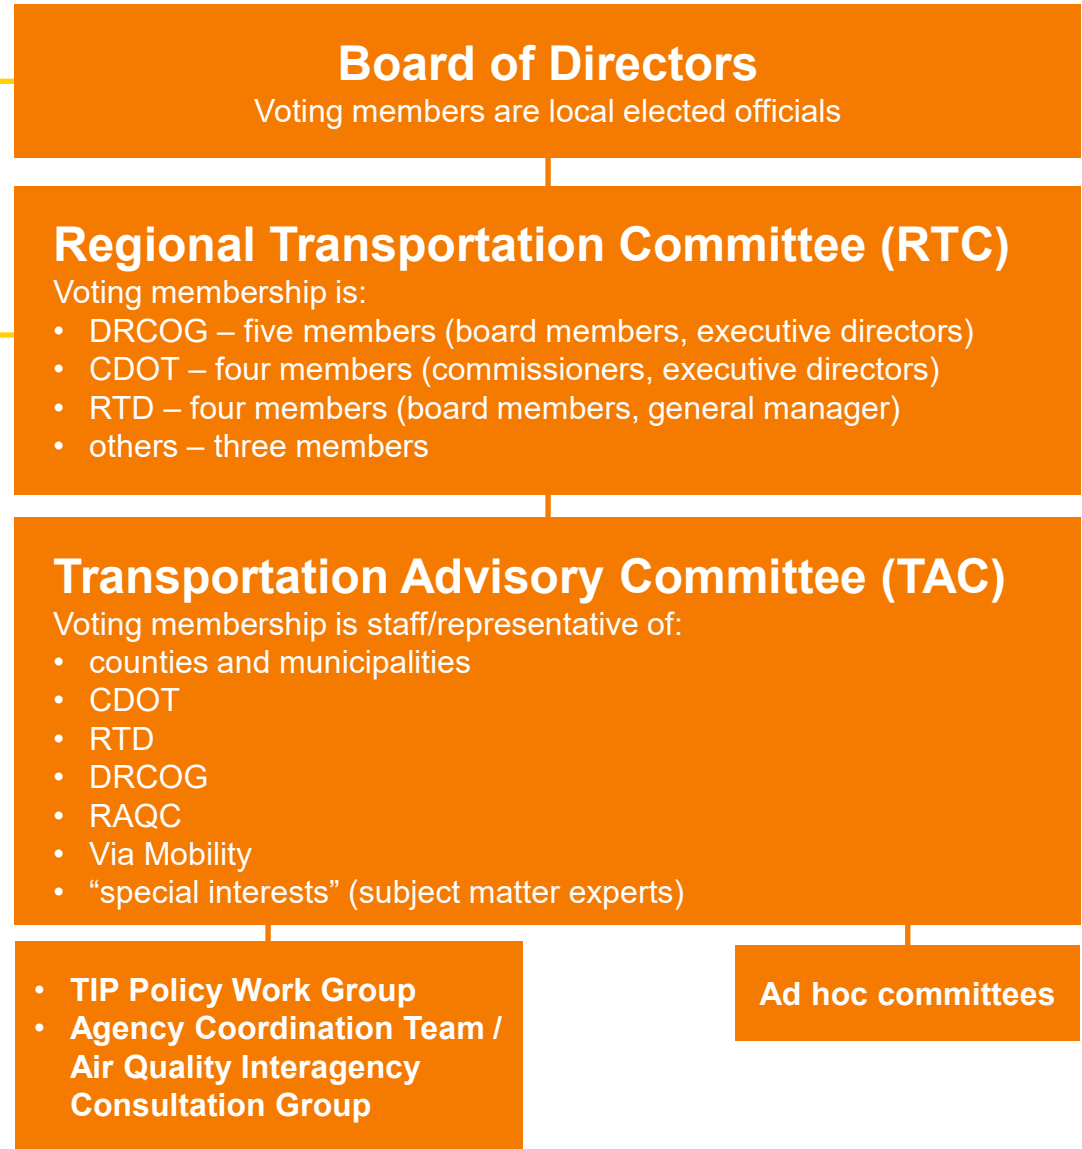 Board of Directors
Voting members are local elected officials
Regional Transportation Committee (RTC)
Voting membership is:
• DRCOG – five members (board members, executive directors)
• CDOT – four members (commissioners, executive directors)
• RTD – four members (board members, general manager)
• others – three members
Transportation Advisory Committee (TAC)
Voting membership is staff/representative of:
• counties and municipalities
• CDOT
• RTD
• DRCOG
• RAQC
• Via Mobility
• “special interests” (subject matter experts)
• TIP Policy Work Group
• Agency Coordination Team /
Air Quality Interagency
Consultation Group
Ad hoc committees